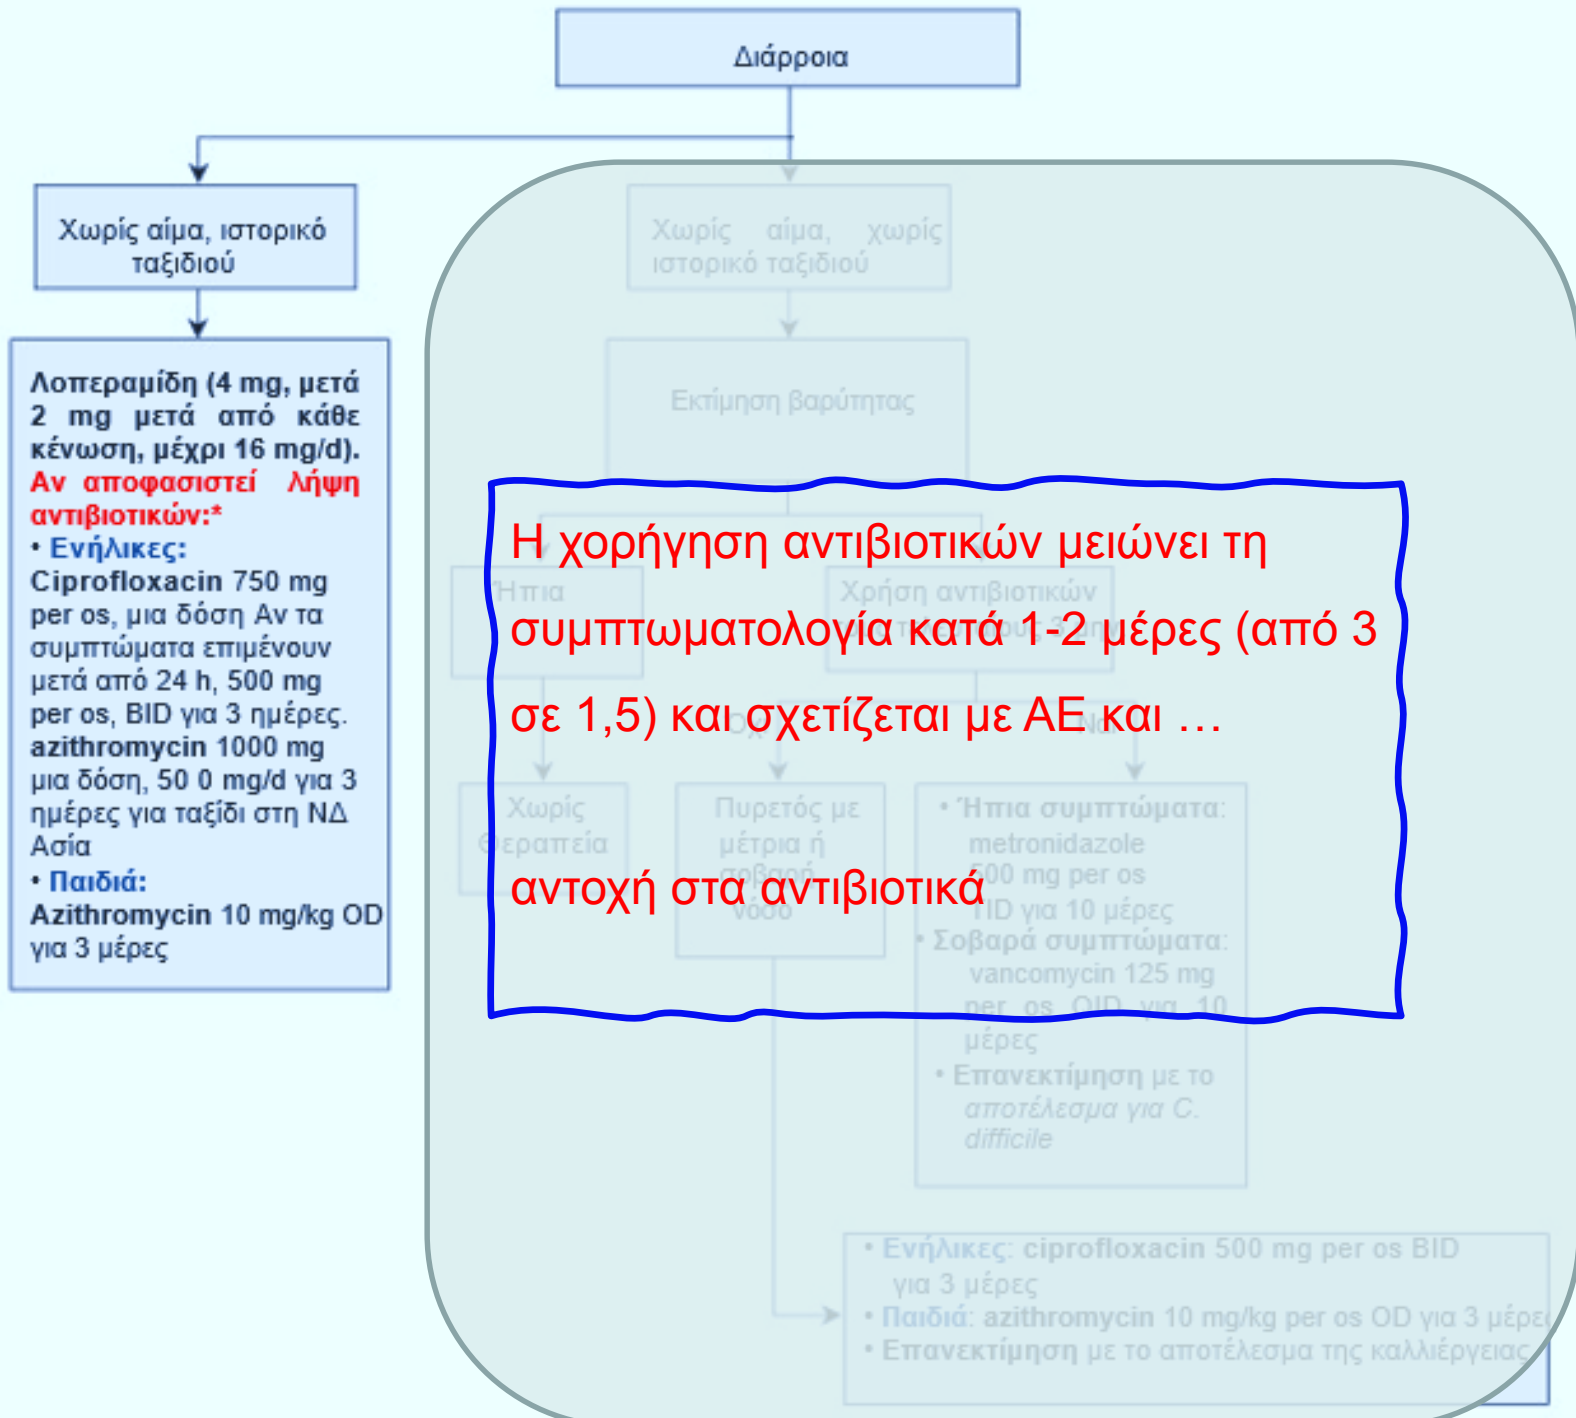 Διάρροια
Χωρίς αίμα, ιστορικό
ταξιδιού
Χωρίς αίμα, χωρίς
ιστορικό ταξιδιού
Λοπεραμίδη (4 mg, μετά
2 mg μετά από κάθε
κένωση, μέχρι 16 mg/d).
Αν αποφασιστεί λήψη
αντιβιοτικών:*
• Ενήλικες:
Ciprofloxacin 750 mg
per os, μια δόση Αν τα
συμπτώματα επιμένουν
μετά από 24 h, 500 mg
per os, BID για 3 ημέρες.
azithromycin 1000 mg
μια δόση, 50 0 mg/d για 3
ημέρες για ταξίδι στη ΝΔ
Ασία
• Παιδιά:
Azithromycin 10 mg/kg OD
για 3 μέρες
Εκτίμηση βαρύτητας
Η χορήγηση αντιβιοτικών μειώνει τη
συμπτωματολογία κατά 1-2 μέρες (από 3
σε 1,5) και σχετίζεται με ΑΕ και …
αντοχή στα αντιβιοτικά
Ήπια
Χρήση αντιβιοτικών
3 μην
Όχι
Ναι
Χωρίς
Θεραπεία
Πυρετός με
μέτρια ή
σοβαρή
νόσο
• Ήπια συμπτώματα:
metronidazole
500 mg per os
TID για 10 μέρες
• Σοβαρά συμπτώματα:
vancomycin 125 mg
per os QID για 10
μέρες
• Επανεκτίμηση με το
αποτέλεσμα για C.
difficile
• Ενήλικες: ciprofloxacin 500 mg per os BID
για 3 μέρες
• Παιδιά: azithromycin 10 mg/kg per os OD για 3 μέρες
• Επανεκτίμηση με το αποτέλεσμα της καλλιέργειας